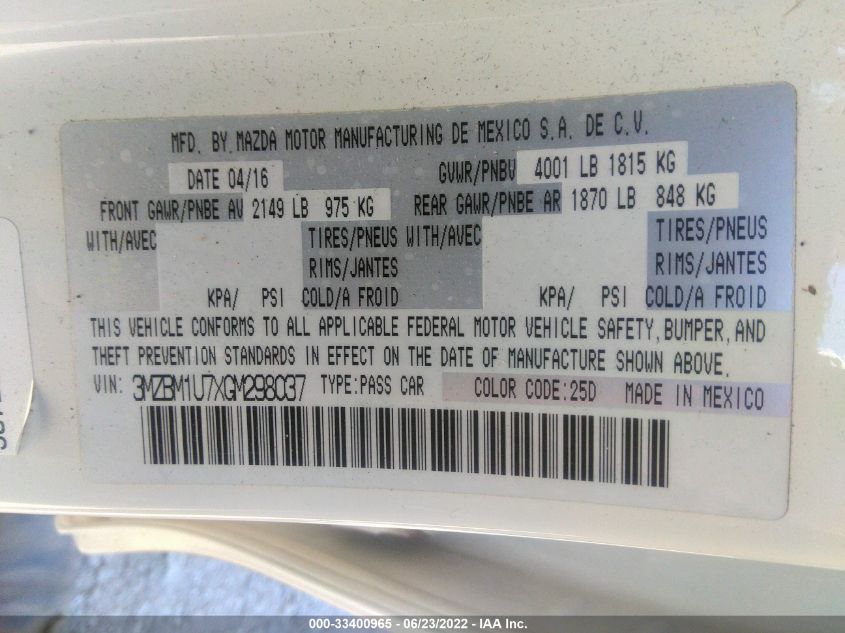 MFD. BY MAZDA MOTOR MANUFACTURING DE MEXICO S.A. DE C.V.
DATE 04/16 GVWR/PNBV 4001 LB 1815 KG
FRONT GAWR/PNBE AV 2149 LB 975 KG REAR GAWR/PNBE AR 1870 LB 848 KG
WITH/AVEC TIRES/PNEUS WITH/AVEC TIRES/PNEUS
RIMS/JANTES RIMS/JANTES
KPA/ PSI COLD/A FROID KPA/ PSI COLD/A FROID
THIS VEHICLE CONFORMS TO ALL APPLICABLE FEDERAL MOTOR VEHICLE SAFETY, BUMPER, AND
THEFT PREVENTION STANDARDS IN EFFECT ON THE DATE OF MANUFACTURE SHOWN ABOVE.
VIN: 3MZBM1U7XGM298037 TYPE:PASS CAR COLOR CODE:25D MADE IN MEXICO
000-33400965 - 06/23/2022 - IAA Inc.